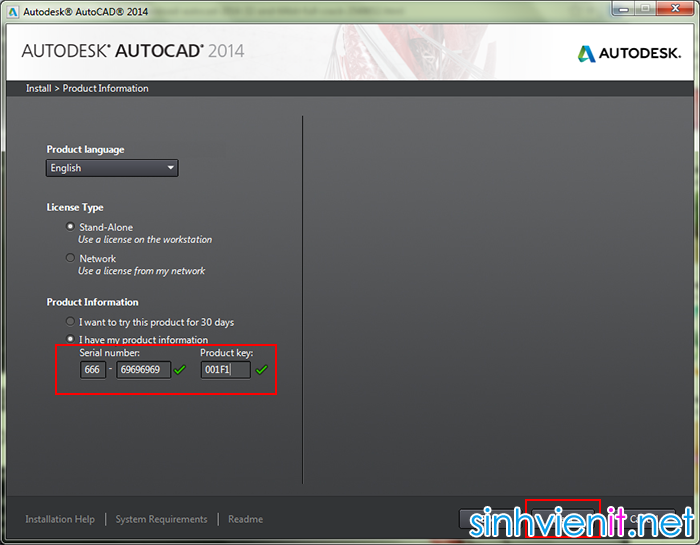 Autodesk® AutoCAD® 2014
AUTODESK® AUTOCAD® 2014
AUTODESK.
Install > Product Information
Product language
English
License Type
Stand-Alone
Use a license on the workstation
Network
Use a license from my network
Product Information
I want to try this product for 30 days
I have my product information
Serial number: Product key:
666 - 69696969 001F1
Installation Help | System Requirements | Readme
sinhvienit.net